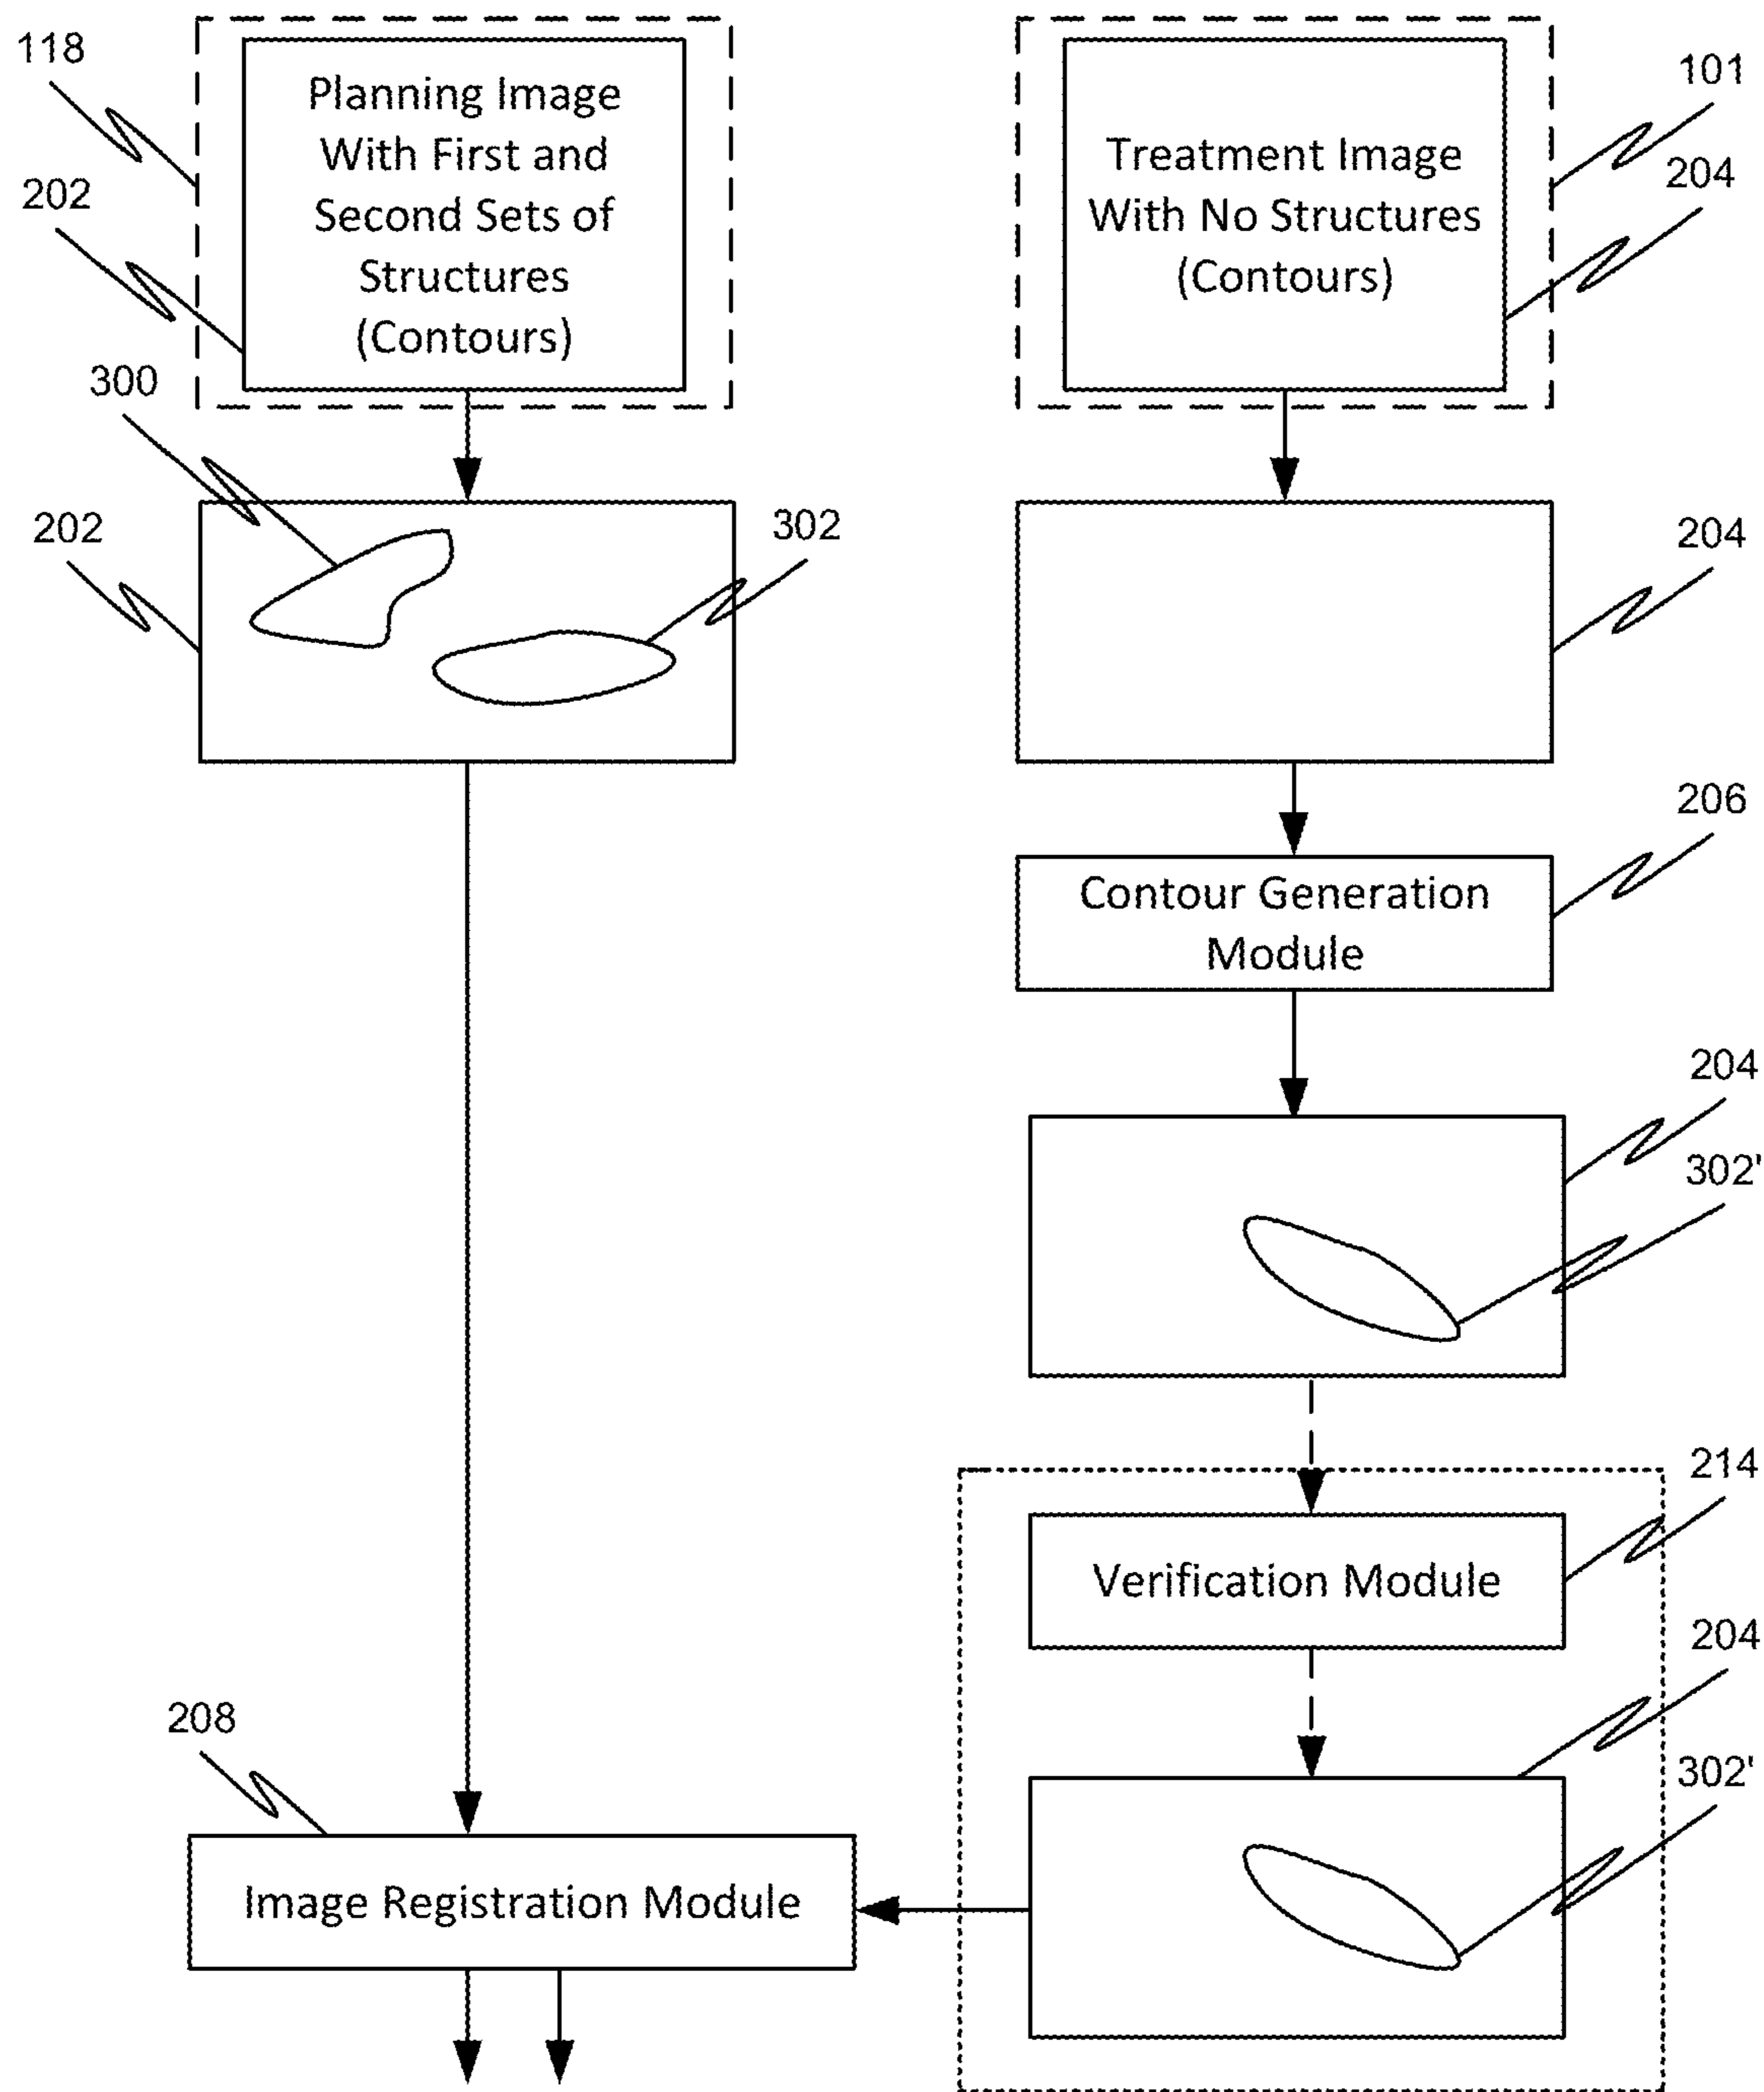 118
Planning Image
With First and
Second Sets of
Structures
(Contours)
202
Treatment Image
With No Structures
(Contours)
101
204
300
202
302
204
206
Contour Generation
Module
204
302'
214
Verification Module
204
302'
208
Image Registration Module